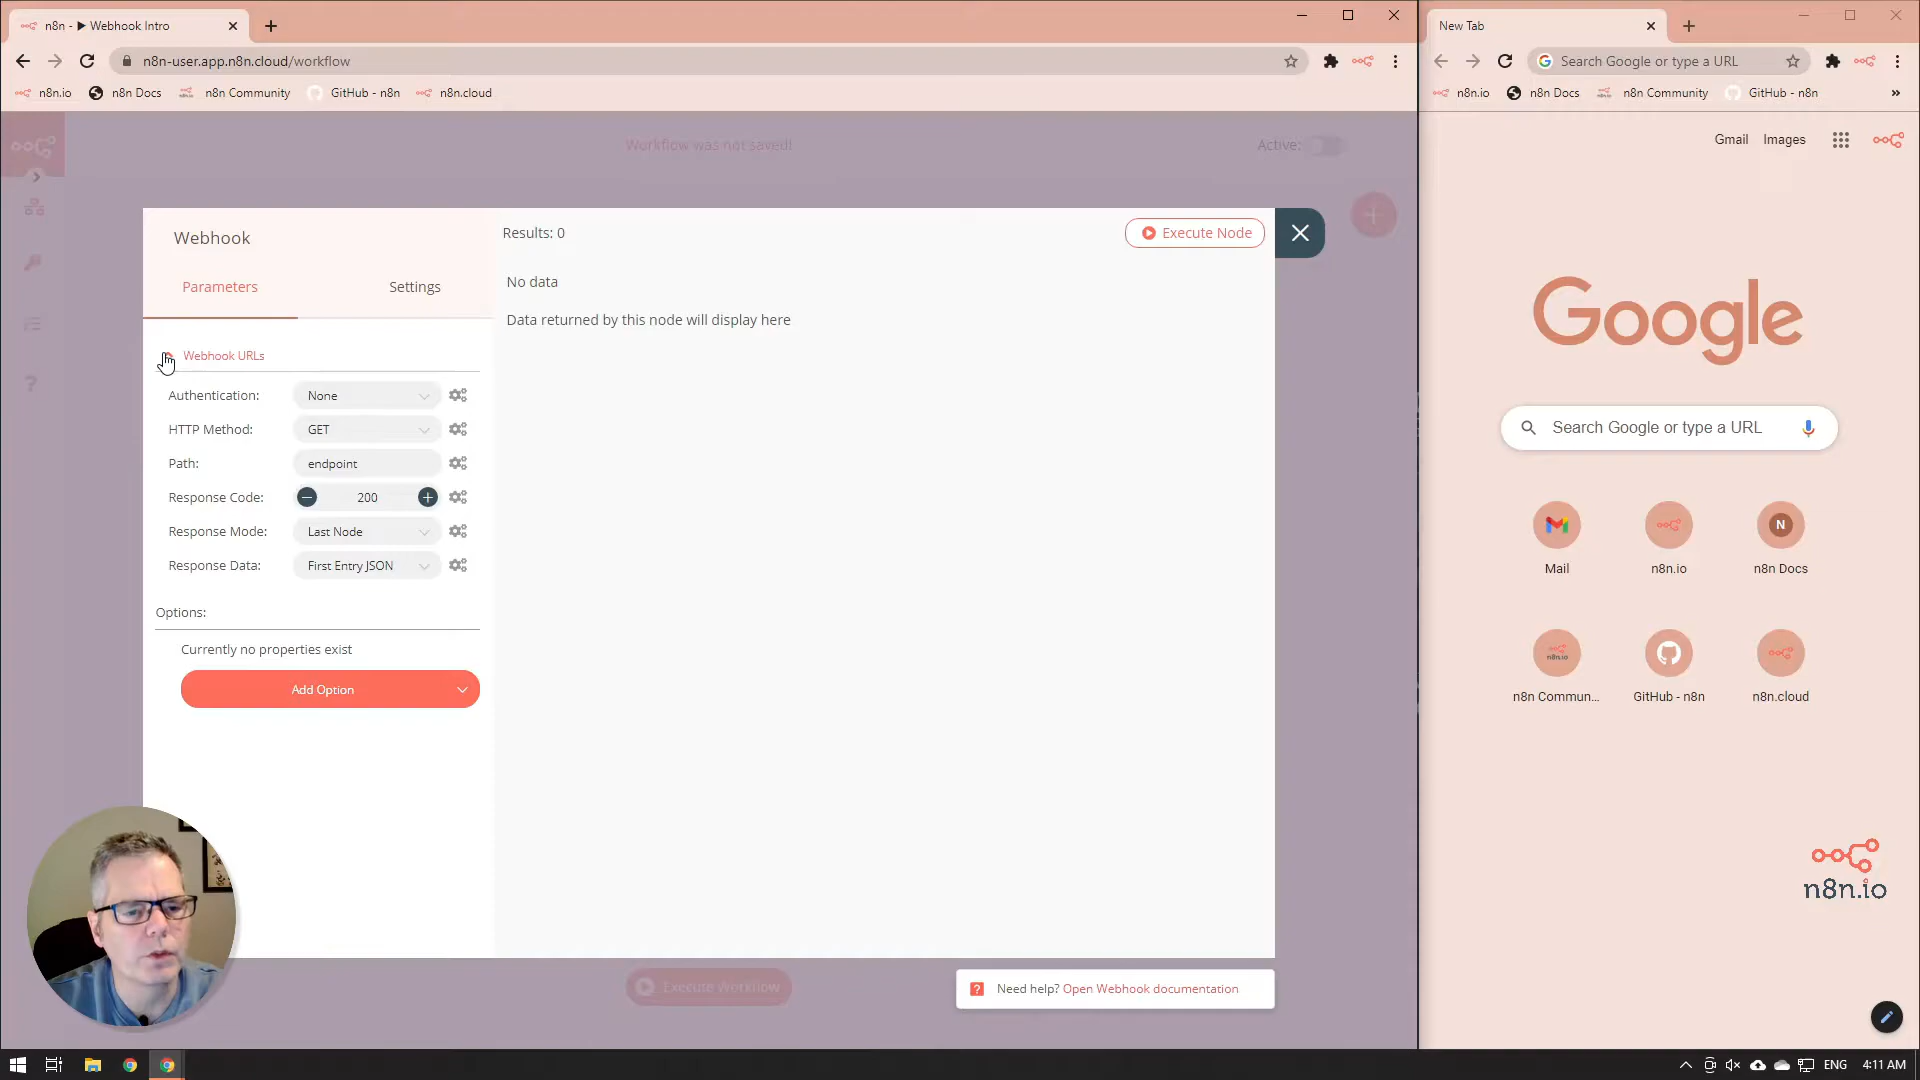 n8n - ▶ Webhook Intro
New Tab
n8n-user.app.n8n.cloud/workflow
Search Google or type a URL
n8n.io
n8n Docs
n8n Community
GitHub - n8n
n8n.cloud
n8n.io
n8n Docs
n8n Community
GitHub - n8n
»
Workflow was not saved!
Active:
Gmail
Images
Webhook
Results: 0
Execute Node
Parameters
Settings
No data
Data returned by this node will display here
Webhook URLs
Authentication:
None
HTTP Method:
GET
Path:
endpoint
Response Code:
200
Response Mode:
Last Node
Response Data:
First Entry JSON
Options:
Currently no properties exist
Add Option
Google
Search Google or type a URL
Mail
n8n.io
N
n8n Docs
n8n.io
n8n Commun...
GitHub - n8n
n8n.cloud
n8n.io
Execute Workflow
? Need help? Open Webhook documentation
ENG
4:11 AM